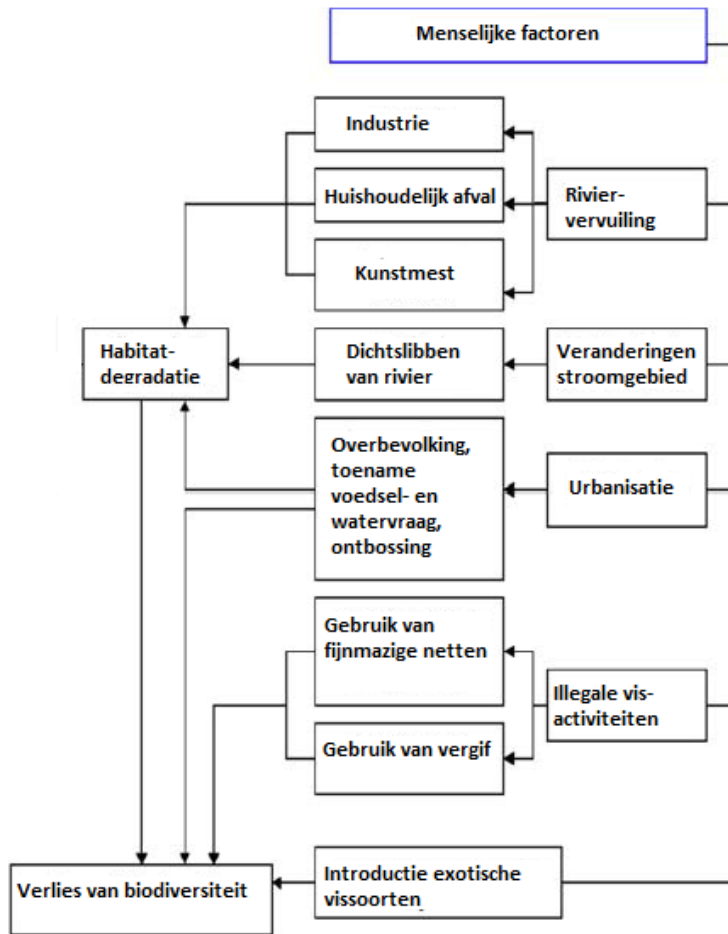 Menselijke factoren
Industrie
Huishoudelijk afval
Kunstmest
Rivier-
vervuiling
Habitat-
degradatie
Dichtslibben
van rivier
Veranderingen
stroomgebied
Overbevolking,
toename
voedsel- en
watervraag,
ontbossing
Urbanisatie
Gebruik van
fijnmazige netten
Gebruik van vergif
Illegale vis-
activiteiten
Verlies van biodiversiteit
Introductie exotische
vissoorten